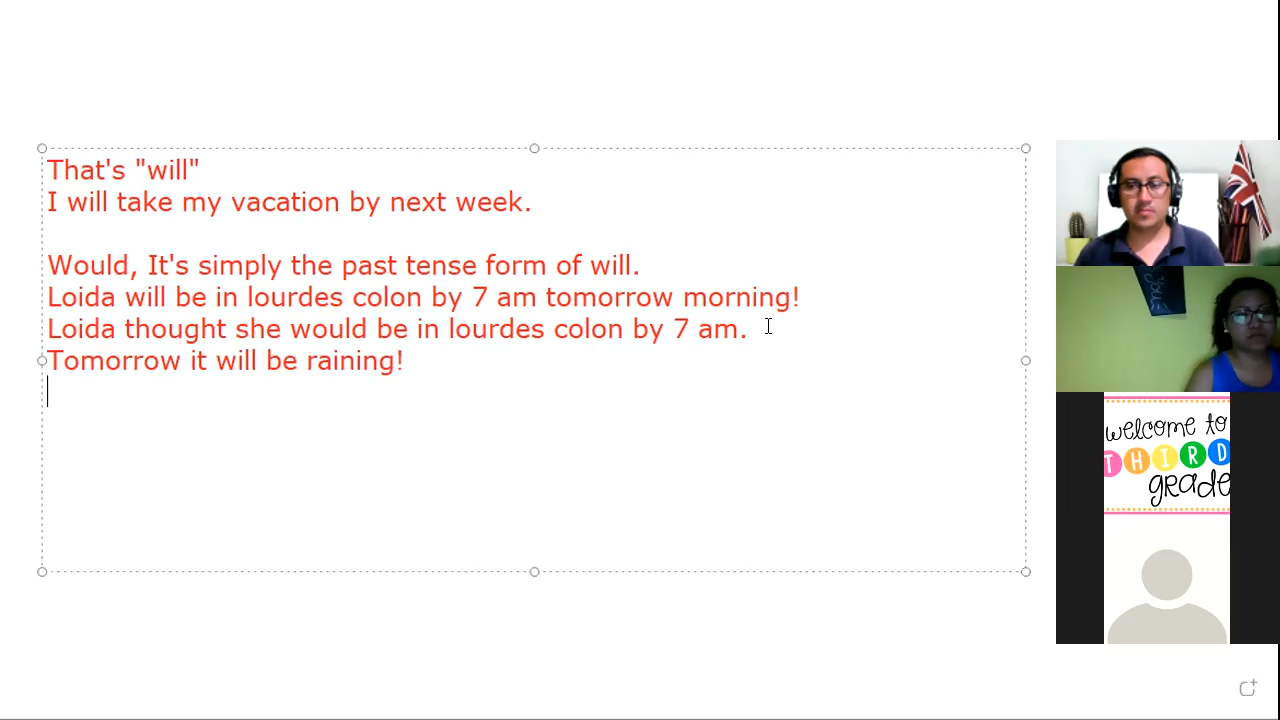 That's "will"
I will take my vacation by next week.
Would, It's simply the past tense form of will.
Loida will be in lourdes colon by 7 am tomorrow morning!
Loida thought she would be in lourdes colon by 7 am.
Tomorrow it will be raining!
welcome to
THIRD
grade